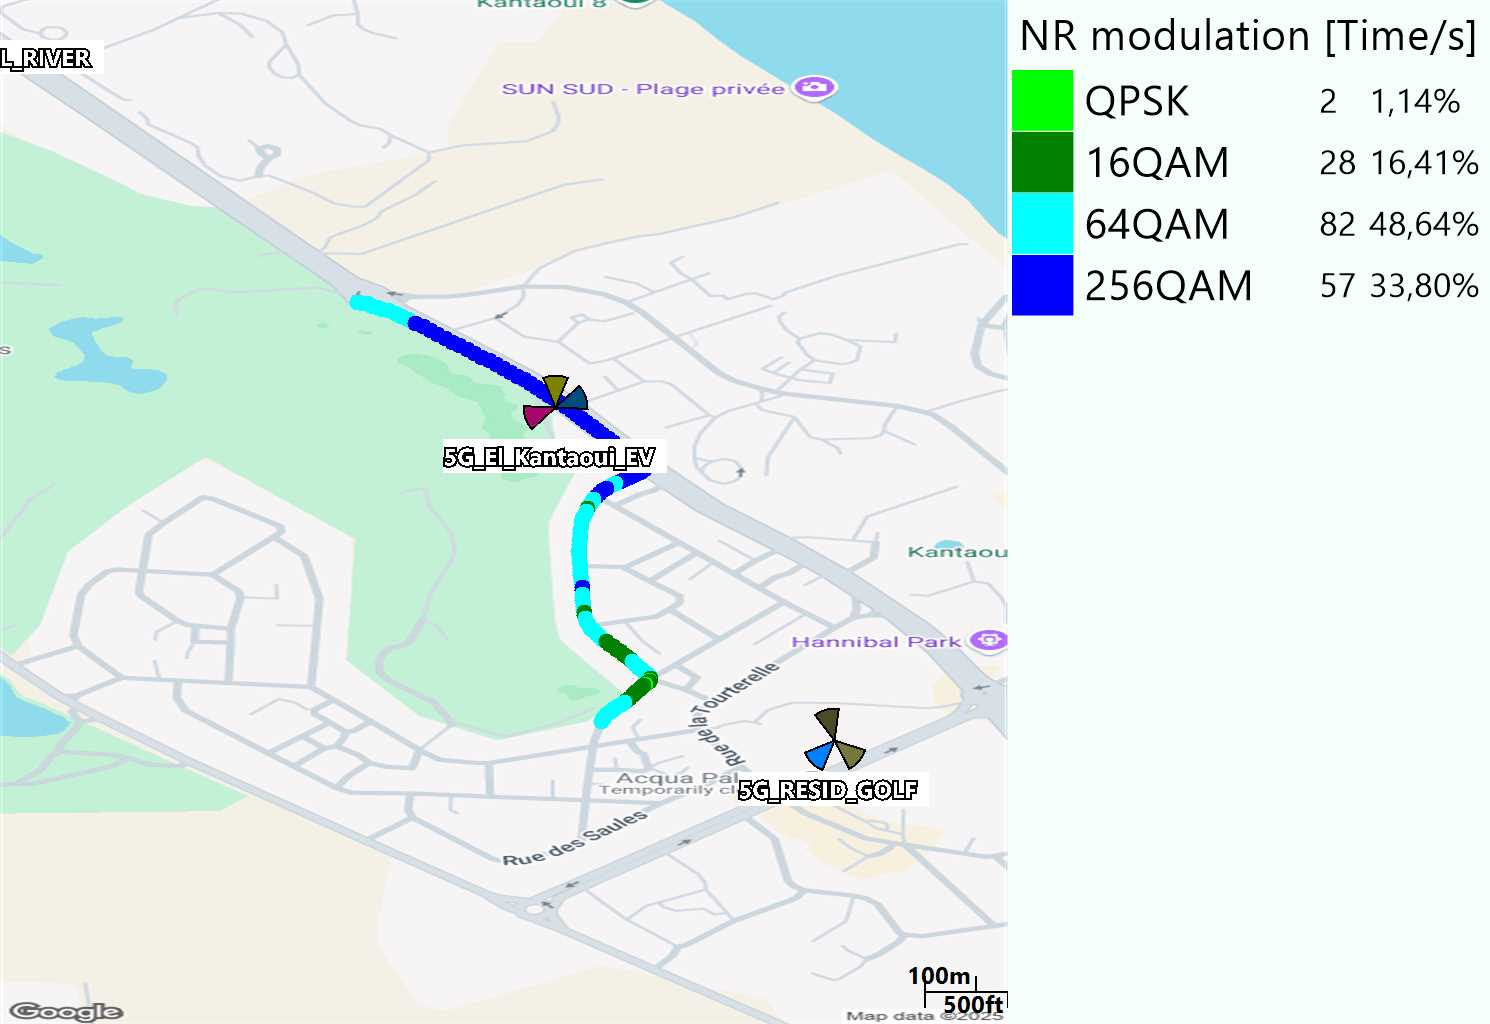 Kantaoui 8
L_RIVER
SUN SUD - Plage privée
s
5G_El_Kantaoui_EV
Kantaou
Hannibal Park
Rue de la Tourterelle
5G_RESID_GOLF
Acqua Pal
Temporarily cl
Rue des Saules
100m
500ft
Google
Map data ©2025
NR modulation [Time/s]
QPSK 2 1,14%
16QAM 28 16,41%
64QAM 82 48,64%
256QAM 57 33,80%